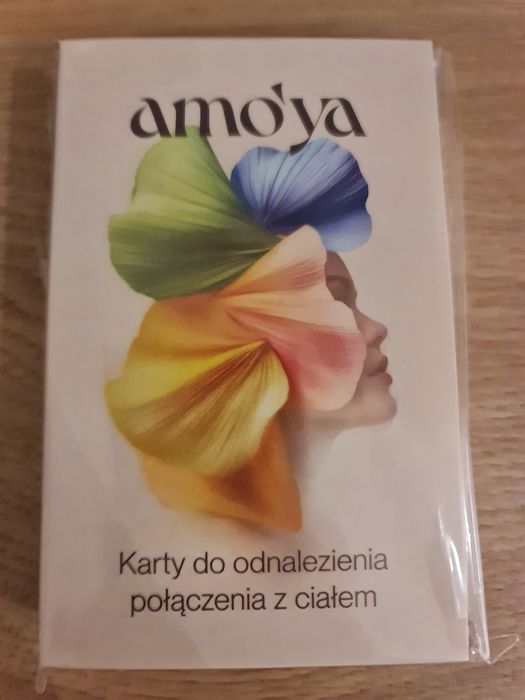 amo'ya
Karty do odnalezienia
połączenia z ciałem